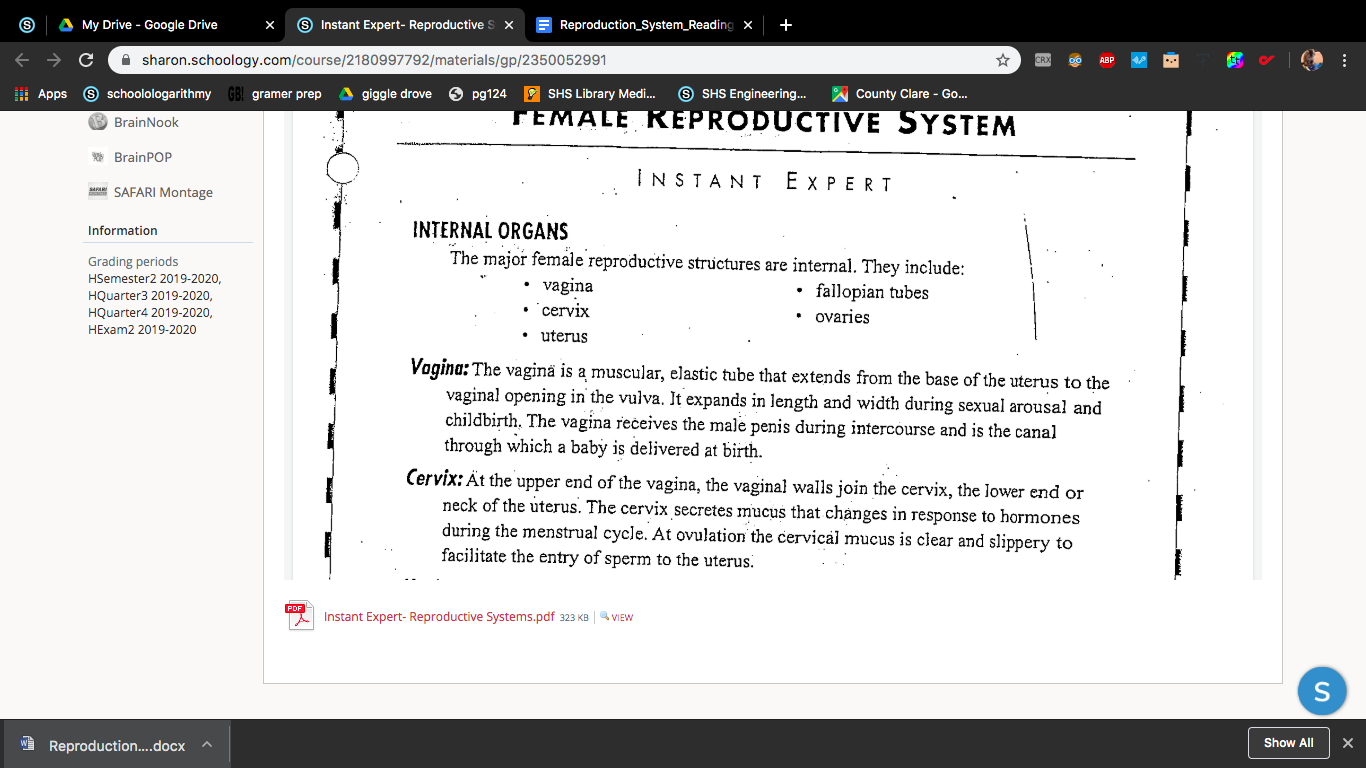 My Drive - Google Drive
Instant Expert- Reproductive S
Reproduction_System_Reading
sharon.schoology.com/course/2180997792/materials/gp/2350052991
CRX
ABP
Apps
schoolologarithmy
GB!
gramer prep
giggle drove
pg124
SHS Library Medi...
SHS Engineering...
County Clare - Go...
BrainNook
BrainPOP
SAFARI Montage
Information
Grading periods
HSemester2 2019-2020,
HQuarter3 2019-2020,
HQuarter4 2019-2020,
HExam2 2019-2020
FEMALE REPRODUCTIVE SYSTEM
INSTANT EXPERT
INTERNAL ORGANS
The major female reproductive structures are internal. They include:
• vagina
• cervix
• uterus
• fallopian tubes
• ovaries
Vagina: The vagina is a muscular, elastic tube that extends from the base of the uterus to the
vaginal opening in the vulva. It expands in length and width during sexual arousal and
childbirth. The vagina receives the male penis during intercourse and is the canal
through which a baby is delivered at birth.
Cervix: At the upper end of the vagina, the vaginal walls join the cervix, the lower end or
neck of the uterus. The cervix secretes mucus that changes in response to hormones
during the menstrual cycle. At ovulation the cervical mucus is clear and slippery to
facilitate the entry of sperm to the uterus.
PDF
Instant Expert- Reproductive Systems.pdf 323 KB
VIEW
S
Reproduction....docx
Show All